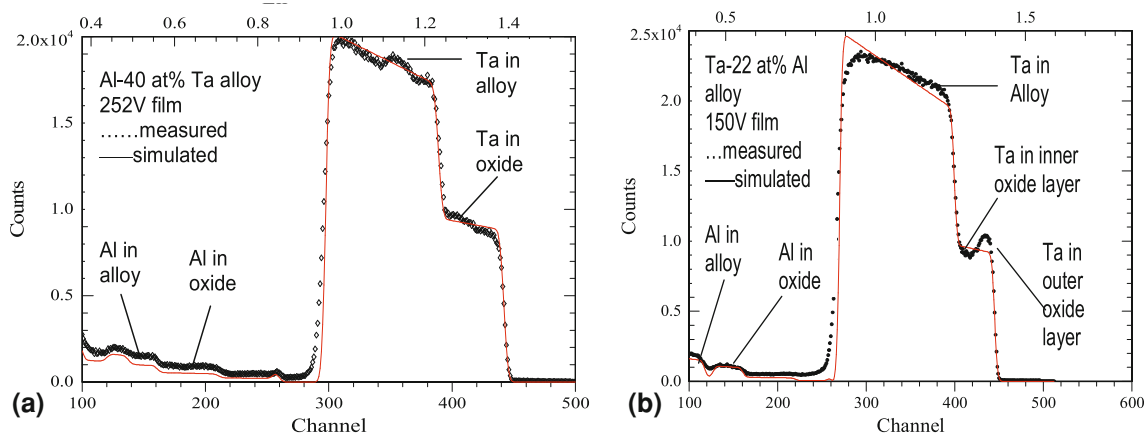 0.4 0.6 0.8 1.0 1.2 1.4
2.0x10⁴
Al-40 at% Ta alloy
252V film
……measured
——simulated
Ta in
alloy
1.5
Ta in
oxide
Counts
1.0
Al in
alloy
Al in
oxide
0.5
0.0
100 200 300 400 500
(a)
Channel
0.5 1.0 1.5
2.5x10⁴
Ta-22 at% Al
alloy
150V film
…measured
——simulated
Ta in
Alloy
2.0
1.5
Ta in inner
oxide layer
Counts
1.0
Al in
alloy
Al in
oxide
Ta in
outer
oxide
layer
0.5
0.0
100 200 300 400 500 600
(b)
Channel